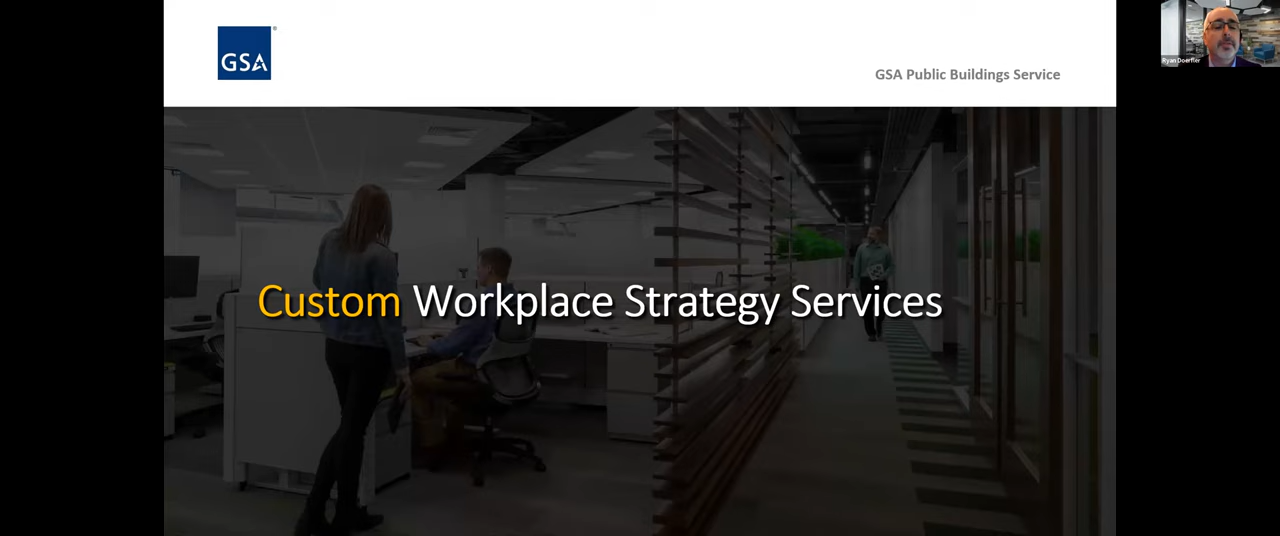 GSA
GSA Public Buildings Service
Ryan Doerfler
Custom Workplace Strategy Services